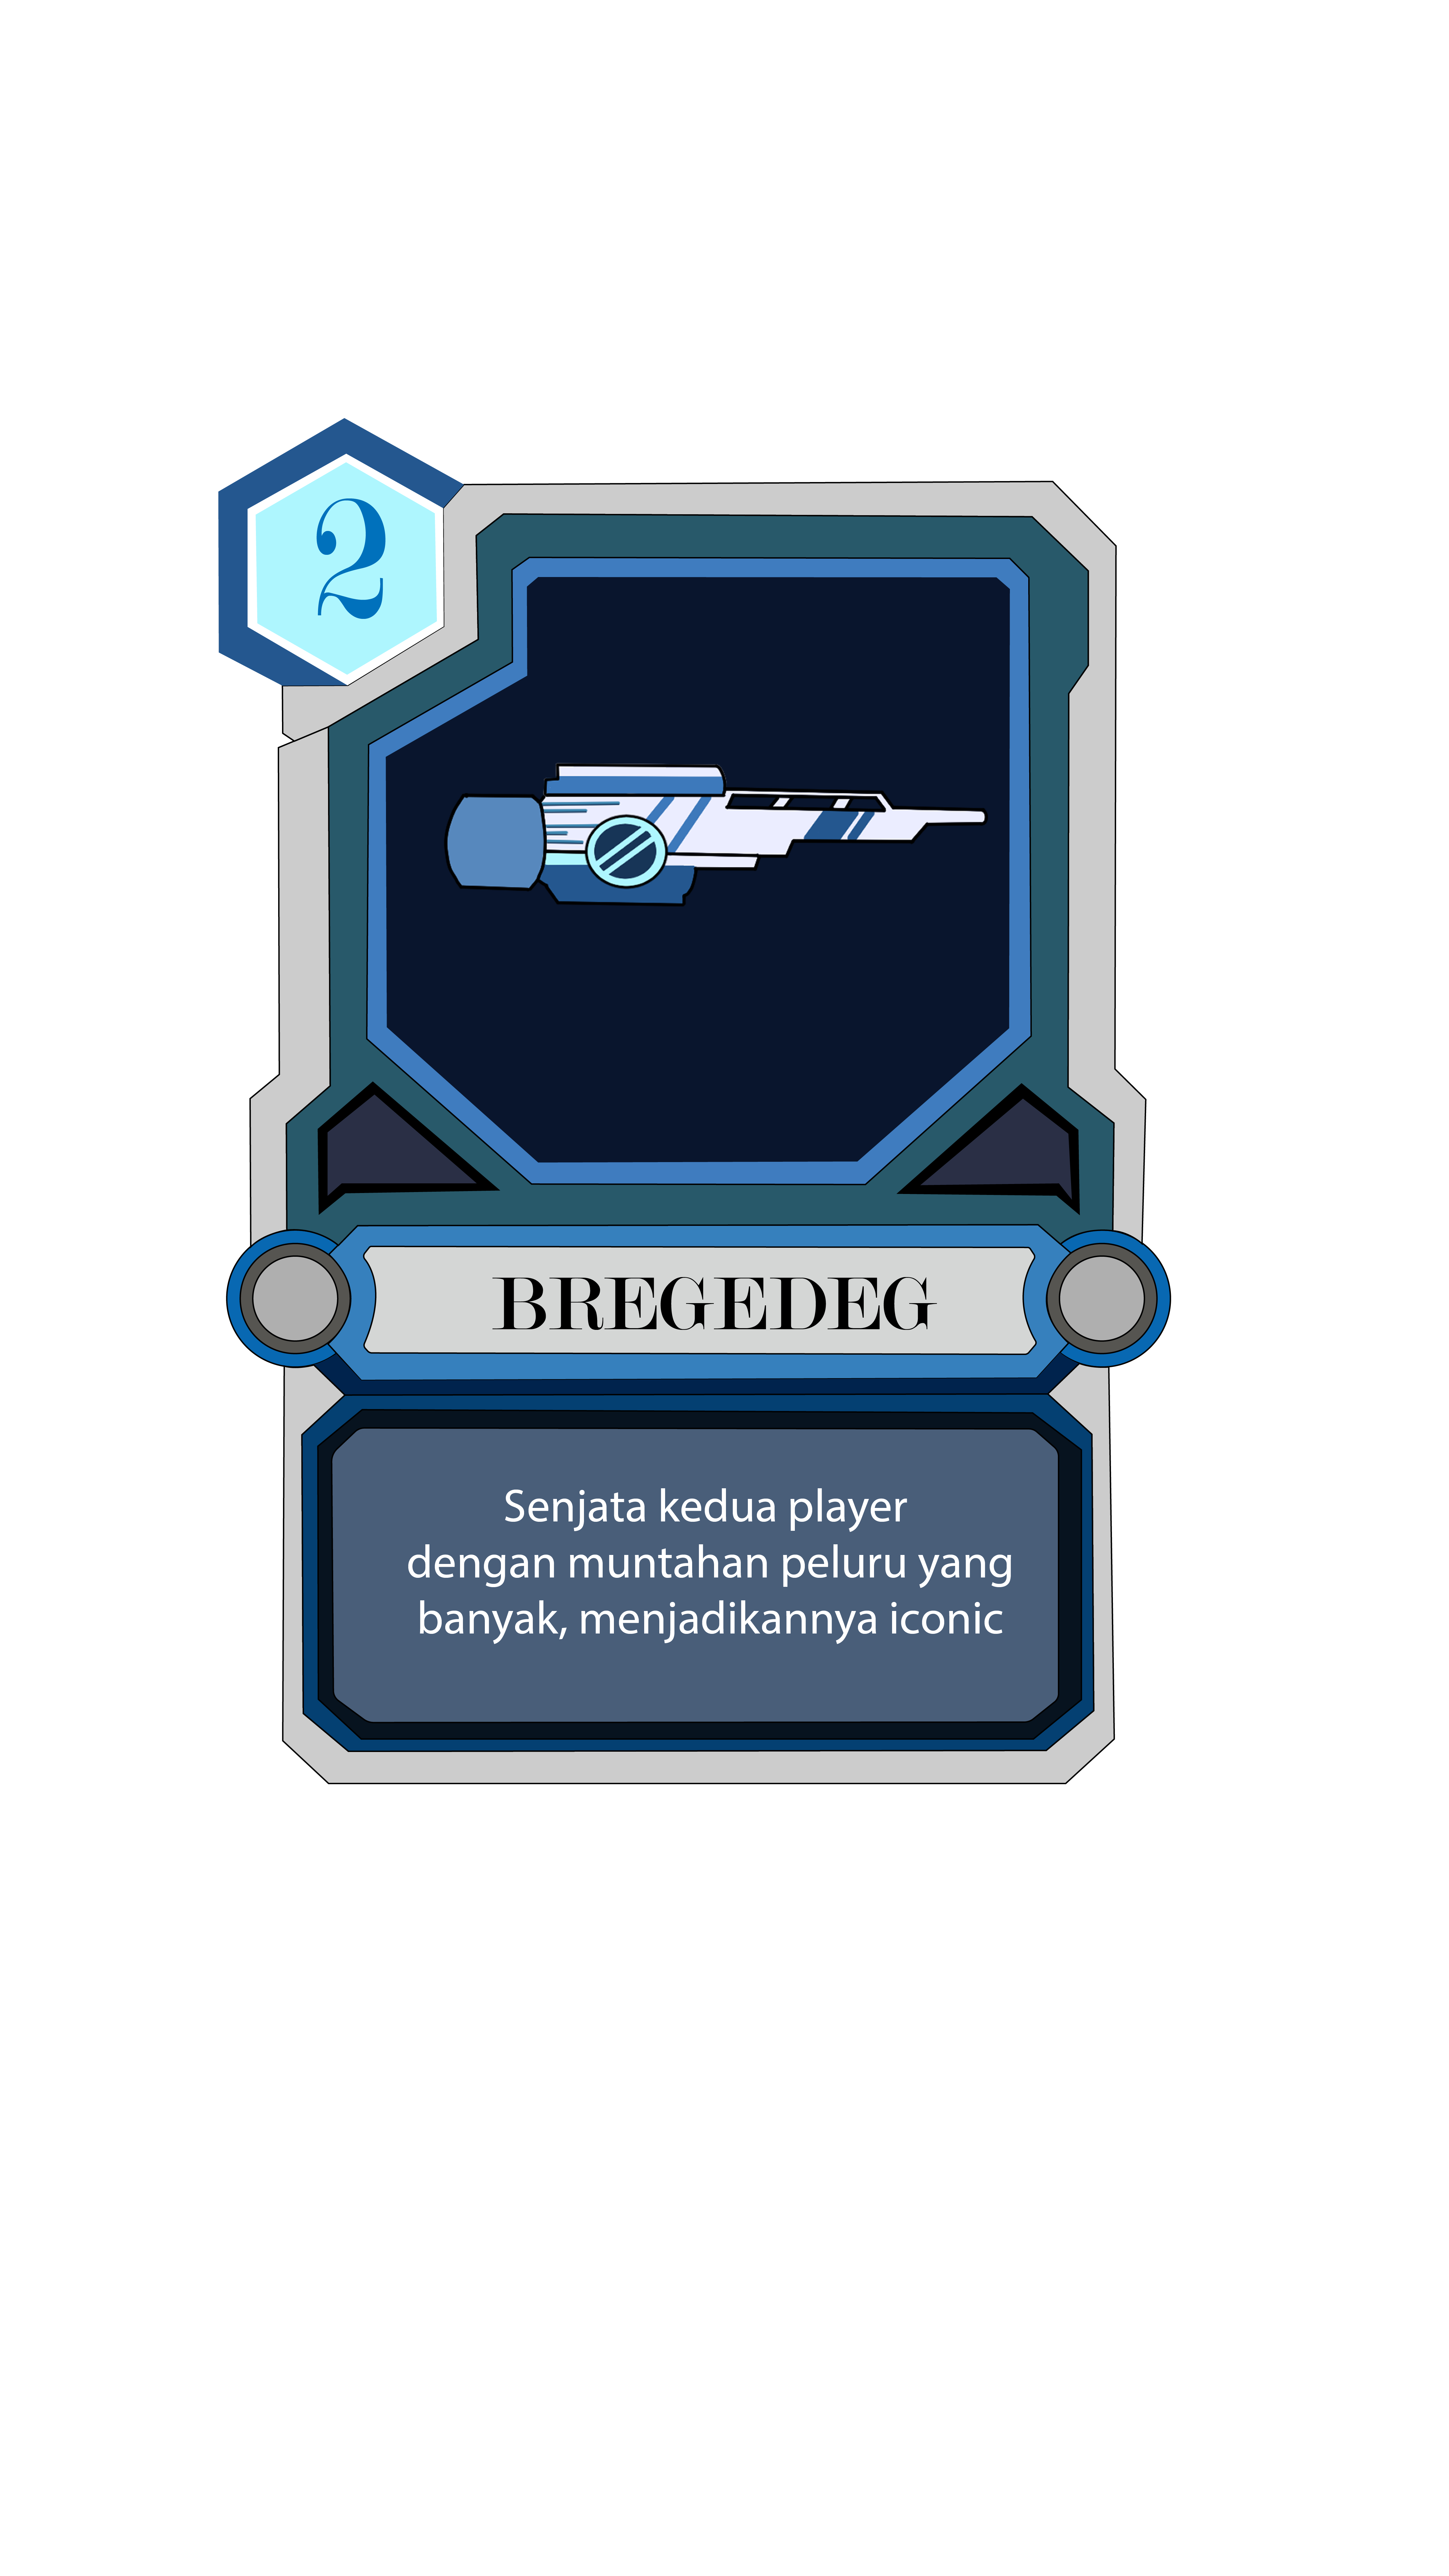 2
BREGEDEG
Senjata kedua player
dengan muntahan peluru yang
banyak, menjadikannya iconic